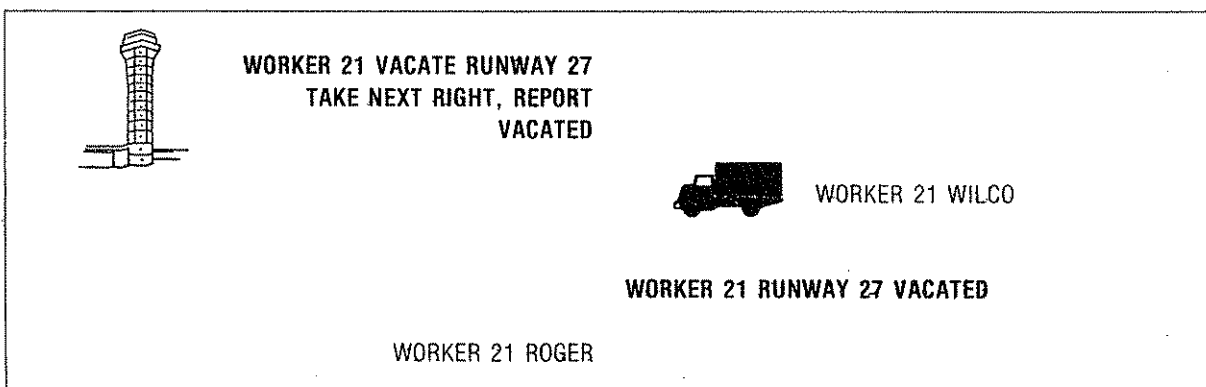 WORKER 21 VACATE RUNWAY 27
TAKE NEXT RIGHT, REPORT
VACATED
WORKER 21 WILCO
WORKER 21 RUNWAY 27 VACATED
WORKER 21 ROGER